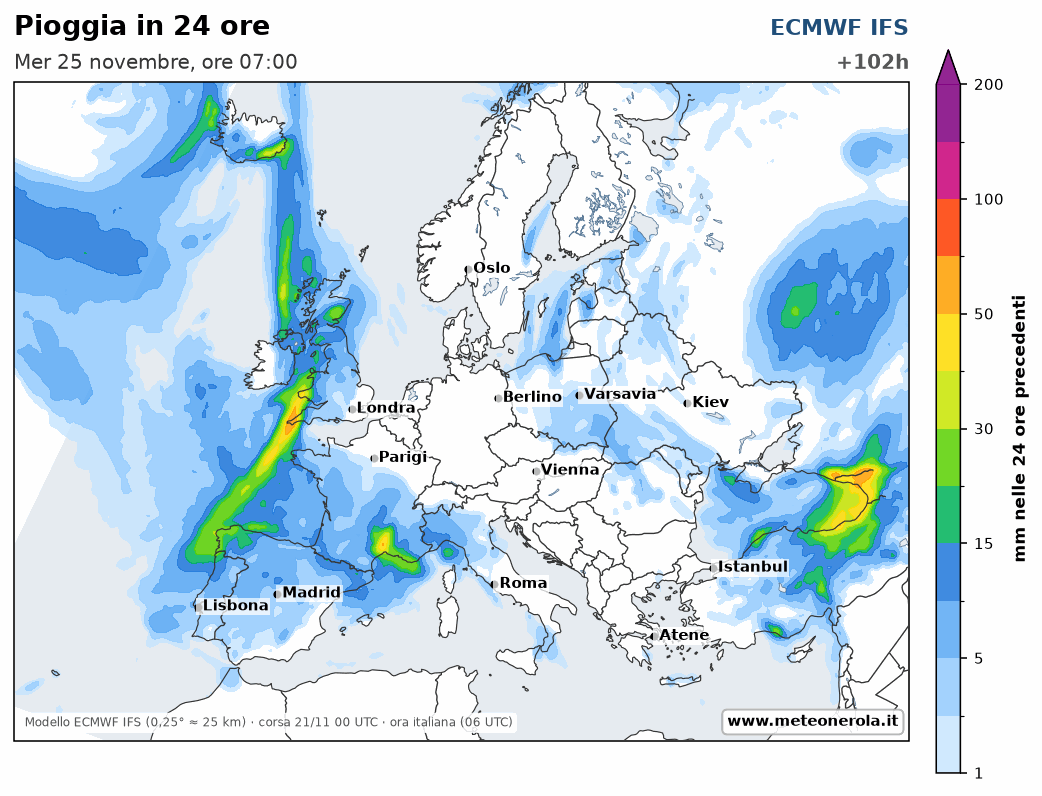 Pioggia in 24 ore
ECMWF IFS
Mer 25 novembre, ore 07:00
+102h
Oslo
Berlino
Varsavia
Kiev
Londra
Parigi
Vienna
Istanbul
Roma
Madrid
Lisbona
Atene
Modello ECMWF IFS (0,25° ≈ 25 km) · corsa 21/11 00 UTC · ora italiana (06 UTC)
www.meteonerola.it
200
100
50
30
15
5
1
mm nelle 24 ore precedenti